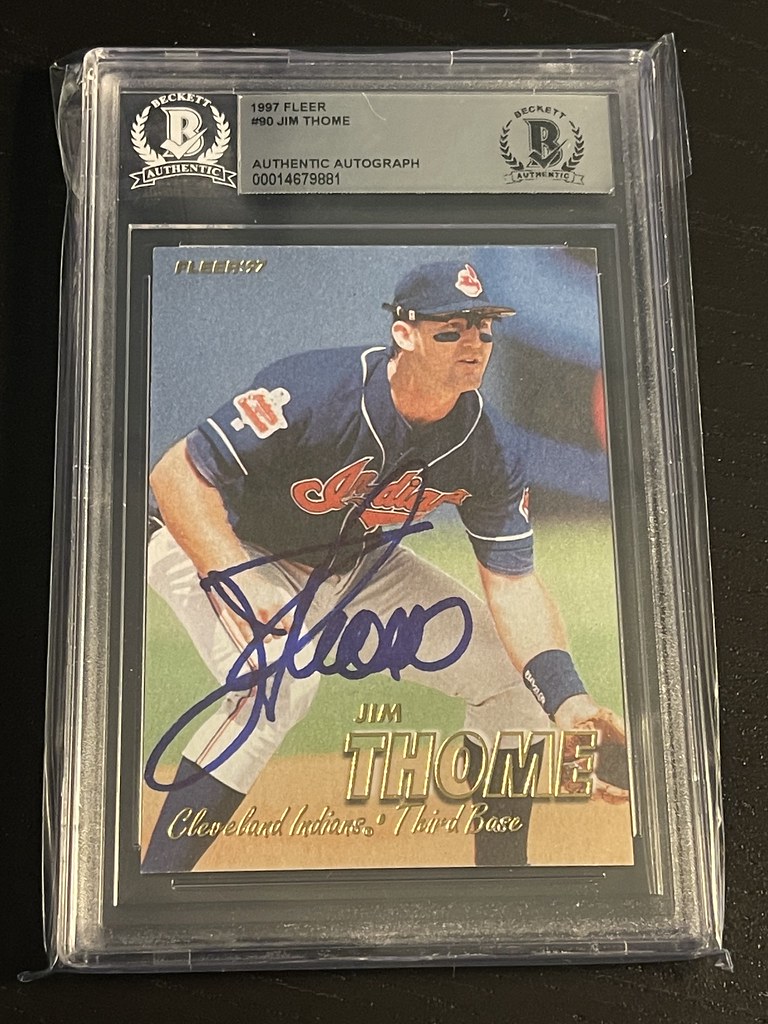 BECKETT
B
AUTHENTIC
1997 FLEER
#90 JIM THOME
AUTHENTIC AUTOGRAPH
00014679881
BECKETT
B
AUTHENTIC
FLEER '97
Indians
JIM
THOME
Cleveland Indians® Third Base